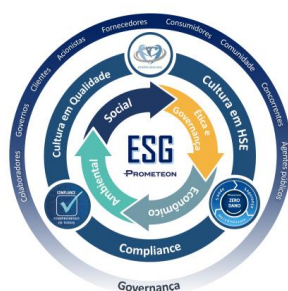 Colaboradores
Governos
Clientes
Acionistas
Fornecedores
Consumidores
Comunidade
Concorrentes
Agentes públicos
Cultura em Qualidade
Cultura em HSE
Social
Ética e
Governança
Ambiental
Econômico
ESG
PROMETEON
COMPLIANCE
ZERO
DANO
Compliance
Governança